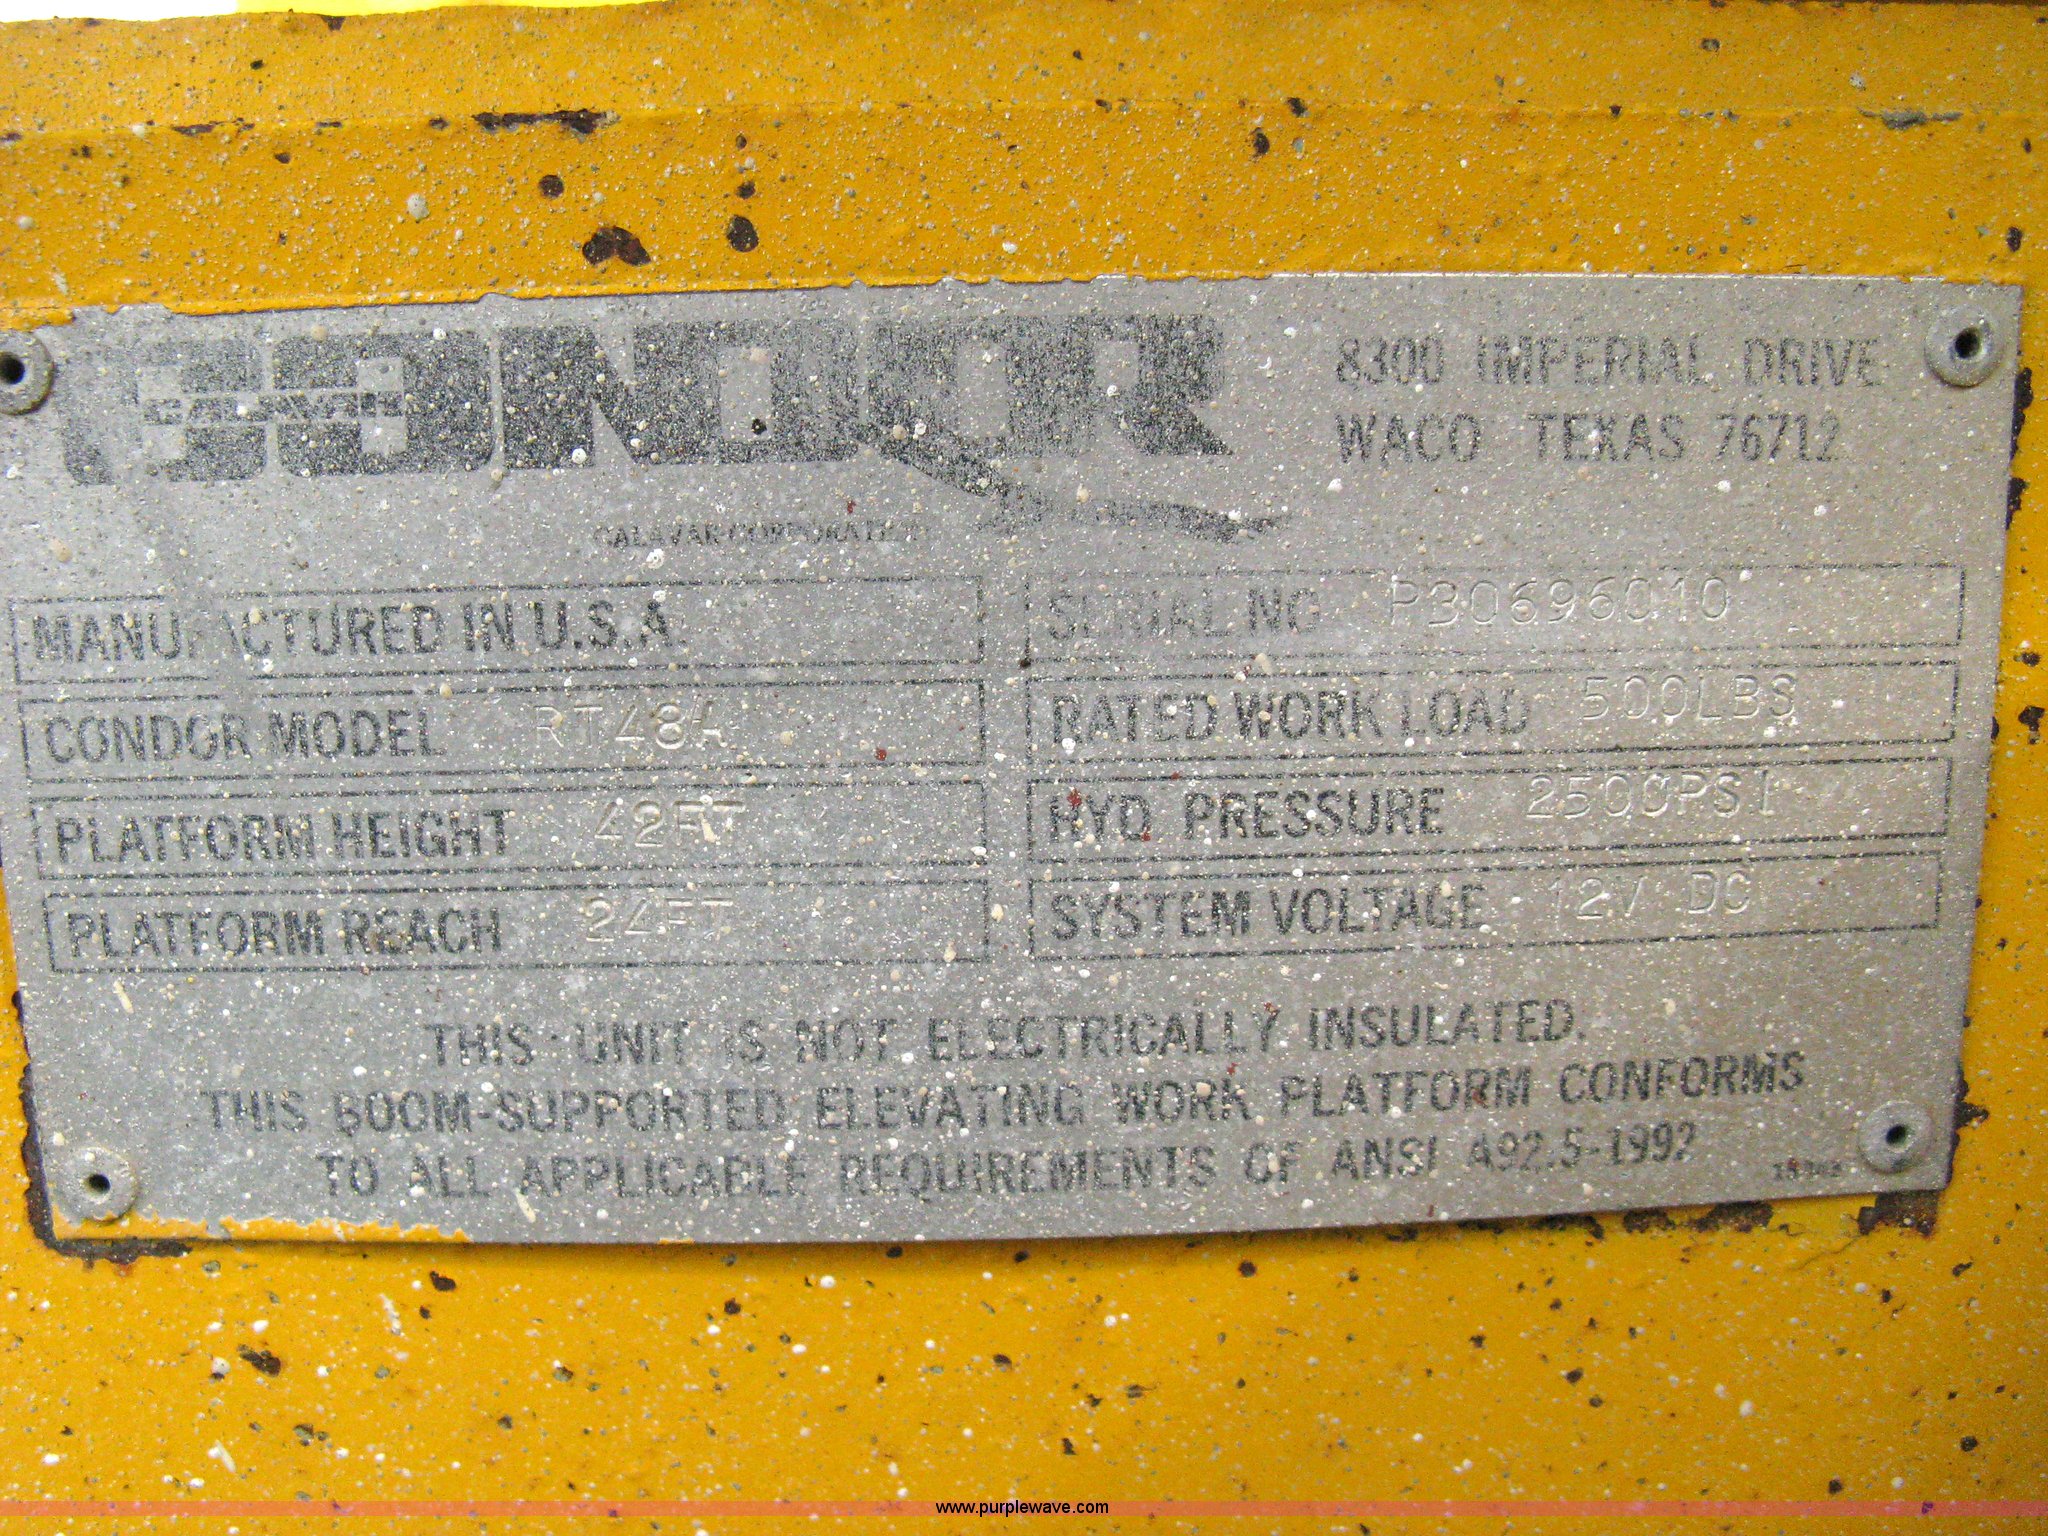 CONDOR
CALAVAR
8300 IMPERIAL DRIVE
WACO TEXAS 76712
CALAVAR CORPORATION
MANUFACTURED IN U.S.A.
CONDOR MODEL RT48A
PLATFORM HEIGHT 42FT
PLATFORM REACH 24FT
SERIAL NO P30696010
RATED WORK LOAD 500LBS
HYD PRESSURE 2500PSI
SYSTEM VOLTAGE 12V DC
THIS UNIT IS NOT ELECTRICALLY INSULATED.
THIS BOOM-SUPPORTED ELEVATING WORK PLATFORM CONFORMS
TO ALL APPLICABLE REQUIREMENTS OF ANSI A92.5-1992
www.purplewave.com